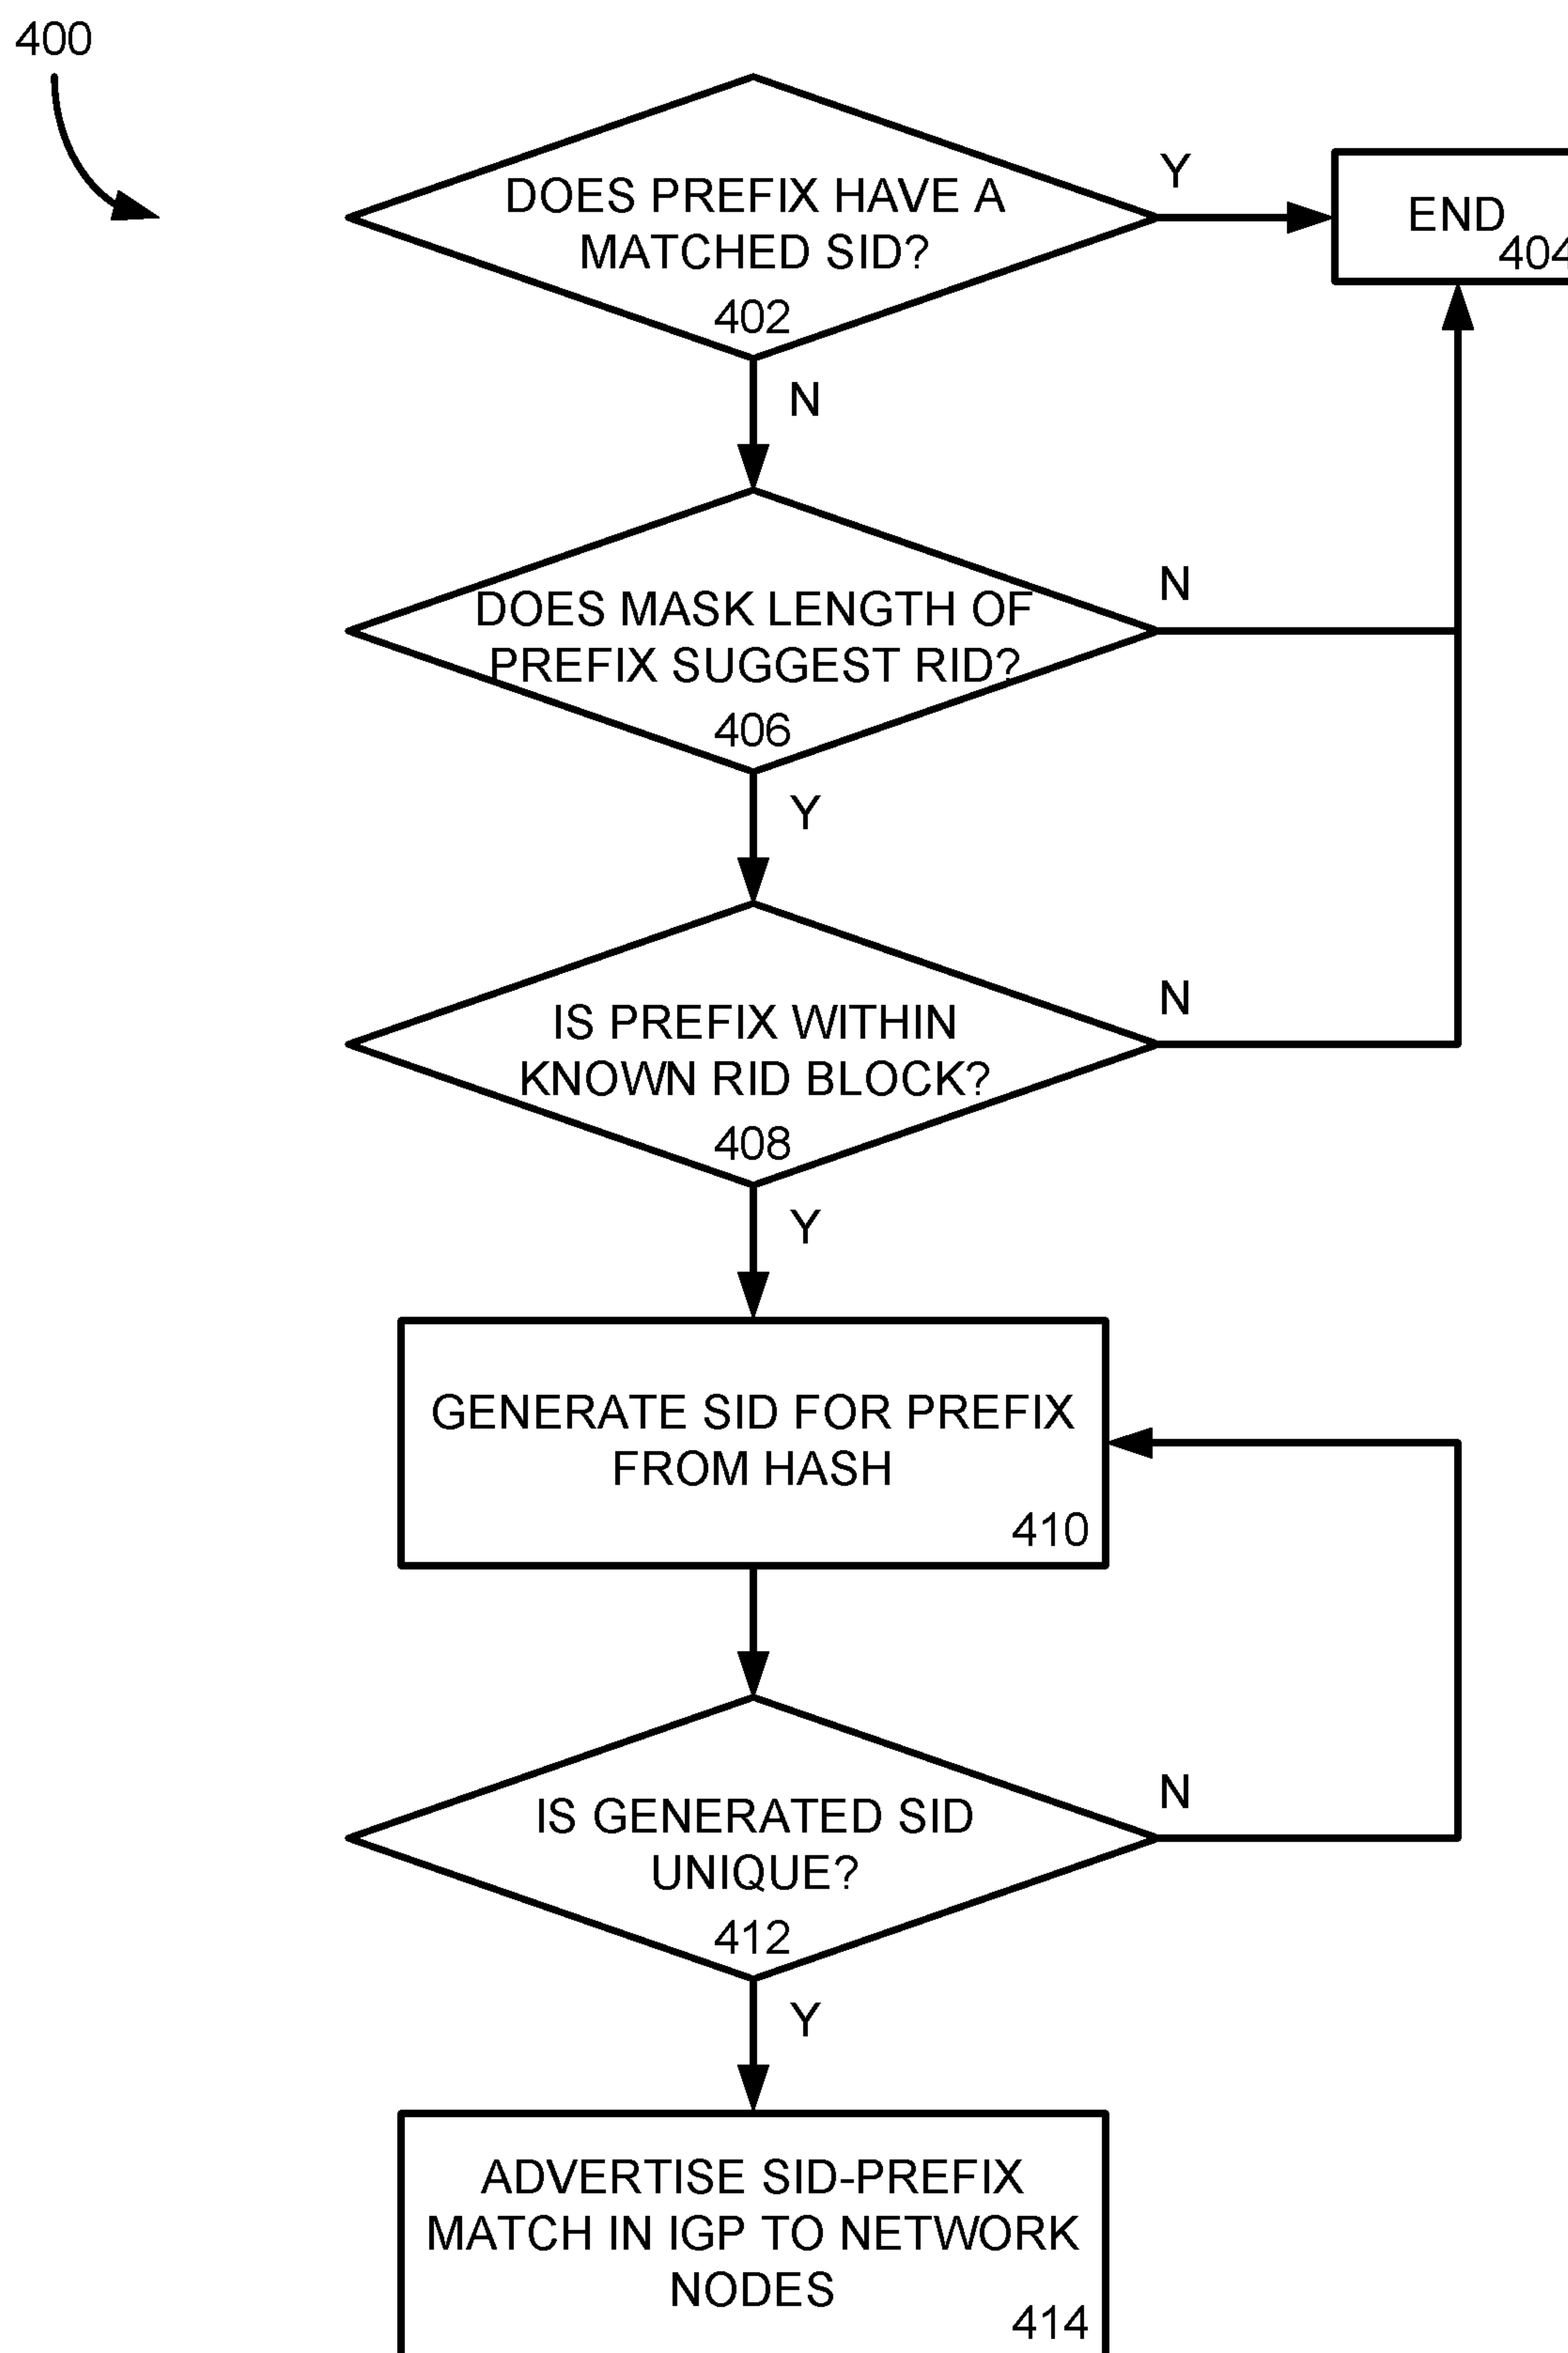 400
DOES PREFIX HAVE A
MATCHED SID?
402
Y
END
404
N
DOES MASK LENGTH OF
PREFIX SUGGEST RID?
406
N
Y
IS PREFIX WITHIN
KNOWN RID BLOCK?
408
N
Y
GENERATE SID FOR PREFIX
FROM HASH
410
IS GENERATED SID
UNIQUE?
412
N
Y
ADVERTISE SID-PREFIX
MATCH IN IGP TO NETWORK
NODES
414